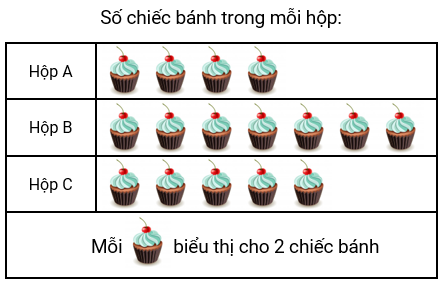 Số chiếc bánh trong mỗi hộp:
Hộp A
Hộp B
Hộp C
Mỗi biểu thị cho 2 chiếc bánh